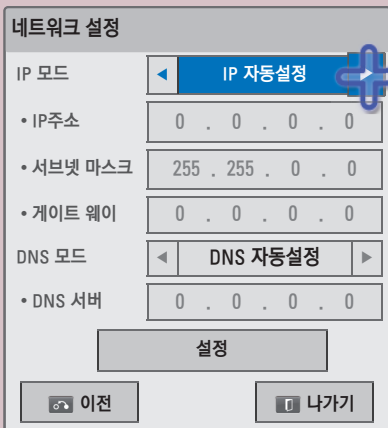 네트워크 설정
IP 모드 ◀ IP 자동설정 ▶
• IP주소 0 . 0 . 0 . 0
• 서브넷 마스크 255 . 255 . 0 . 0
• 게이트 웨이 0 . 0 . 0 . 0
DNS 모드 ◀ DNS 자동설정 ▶
• DNS 서버 0 . 0 . 0 . 0
설정
이전 나가기